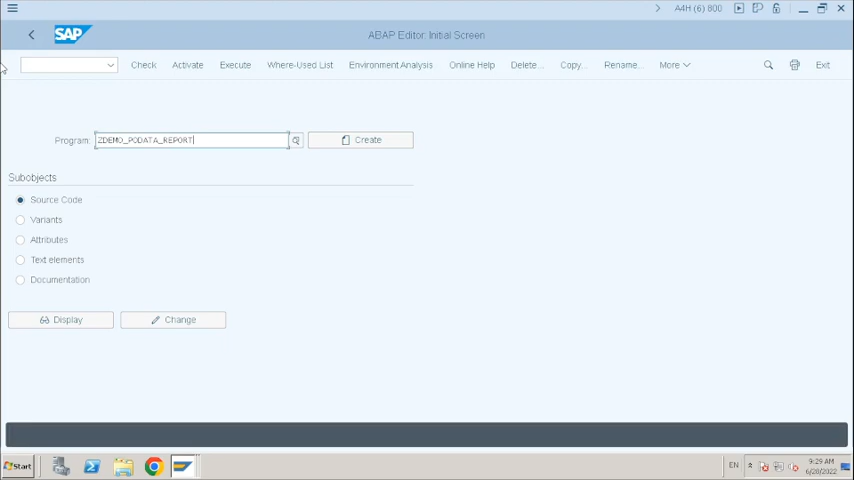 A4H (6) 800
SAP
ABAP Editor: Initial Screen
Check Activate Execute Where-Used List Environment Analysis Online Help Delete... Copy... Rename... More Exit
Program: ZDEMO_PODATA_REPORT Create
Subobjects
Source Code
Variants
Attributes
Text elements
Documentation
Display Change
Start EN 9:29 AM
6/28/2022